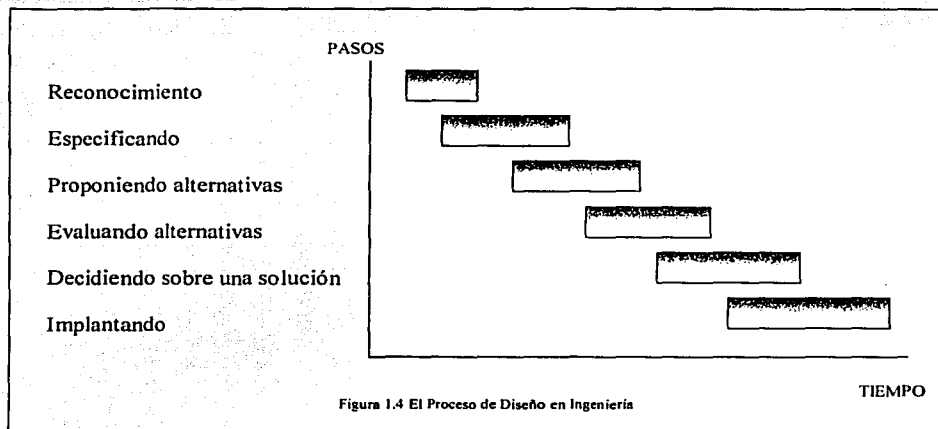 PASOS
Reconocimiento
Especificando
Proponiendo alternativas
Evaluando alternativas
Decidiendo sobre una solución
Implantando
TIEMPO
Figura 1.4 El Proceso de Diseño en Ingeniería